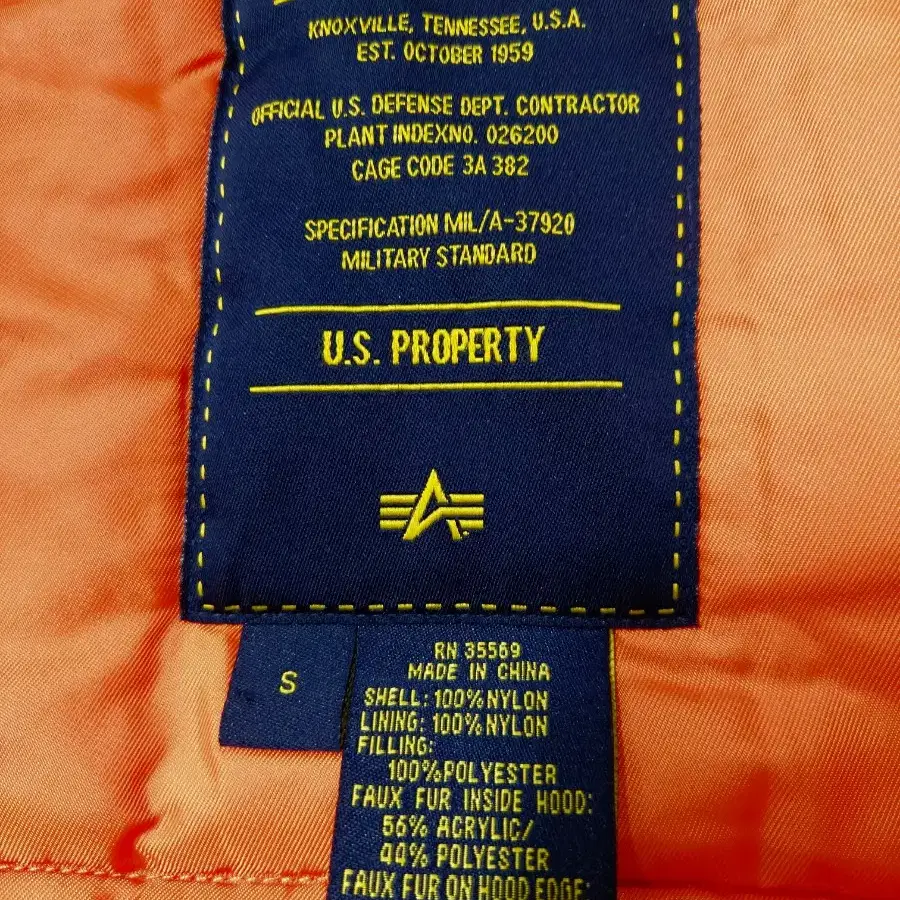 KNOXVILLE, TENNESSEE, U.S.A.
EST. OCTOBER 1959
OFFICIAL U.S. DEFENSE DEPT. CONTRACTOR
PLANT INDEXNO. 026200
CAGE CODE 3A 382
SPECIFICATION MIL/A-37920
MILITARY STANDARD
U.S. PROPERTY
S
RN 35569
MADE IN CHINA
SHELL: 100%NYLON
LINING: 100%NYLON
FILLING:
100%POLYESTER
FAUX FUR INSIDE HOOD:
56% ACRYLIC/
44% POLYESTER
FAUX FUR ON HOOD EDGE: